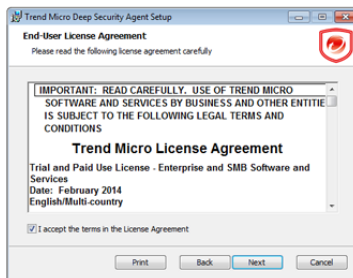 Trend Micro Deep Security Agent Setup
End-User License Agreement
Please read the following license agreement carefully
IMPORTANT: READ CAREFULLY. USE OF TREND MICRO
SOFTWARE AND SERVICES BY BUSINESS AND OTHER ENTITIE
IS SUBJECT TO THE FOLLOWING LEGAL TERMS AND
CONDITIONS
Trend Micro License Agreement
Trial and Paid Use License - Enterprise and SMB Software and
Services
Date: February 2014
English/Multi-country
I accept the terms in the License Agreement
Print Back Next Cancel